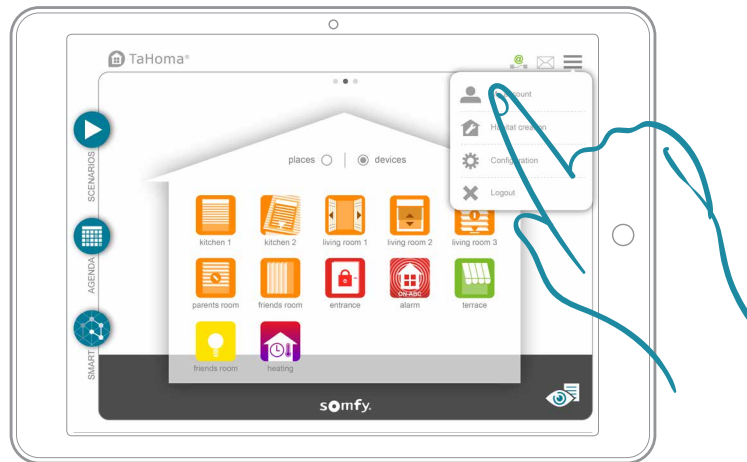 TaHoma®
@
My account
Habitat creation
Configuration
Logout
places
devices
SCENARIOS
AGENDA
SMART
kitchen 1
kitchen 2
living room 1
living room 2
living room 3
parents room
friends room
entrance
ON-ABC
alarm
terrace
friends room
heating
somfy.